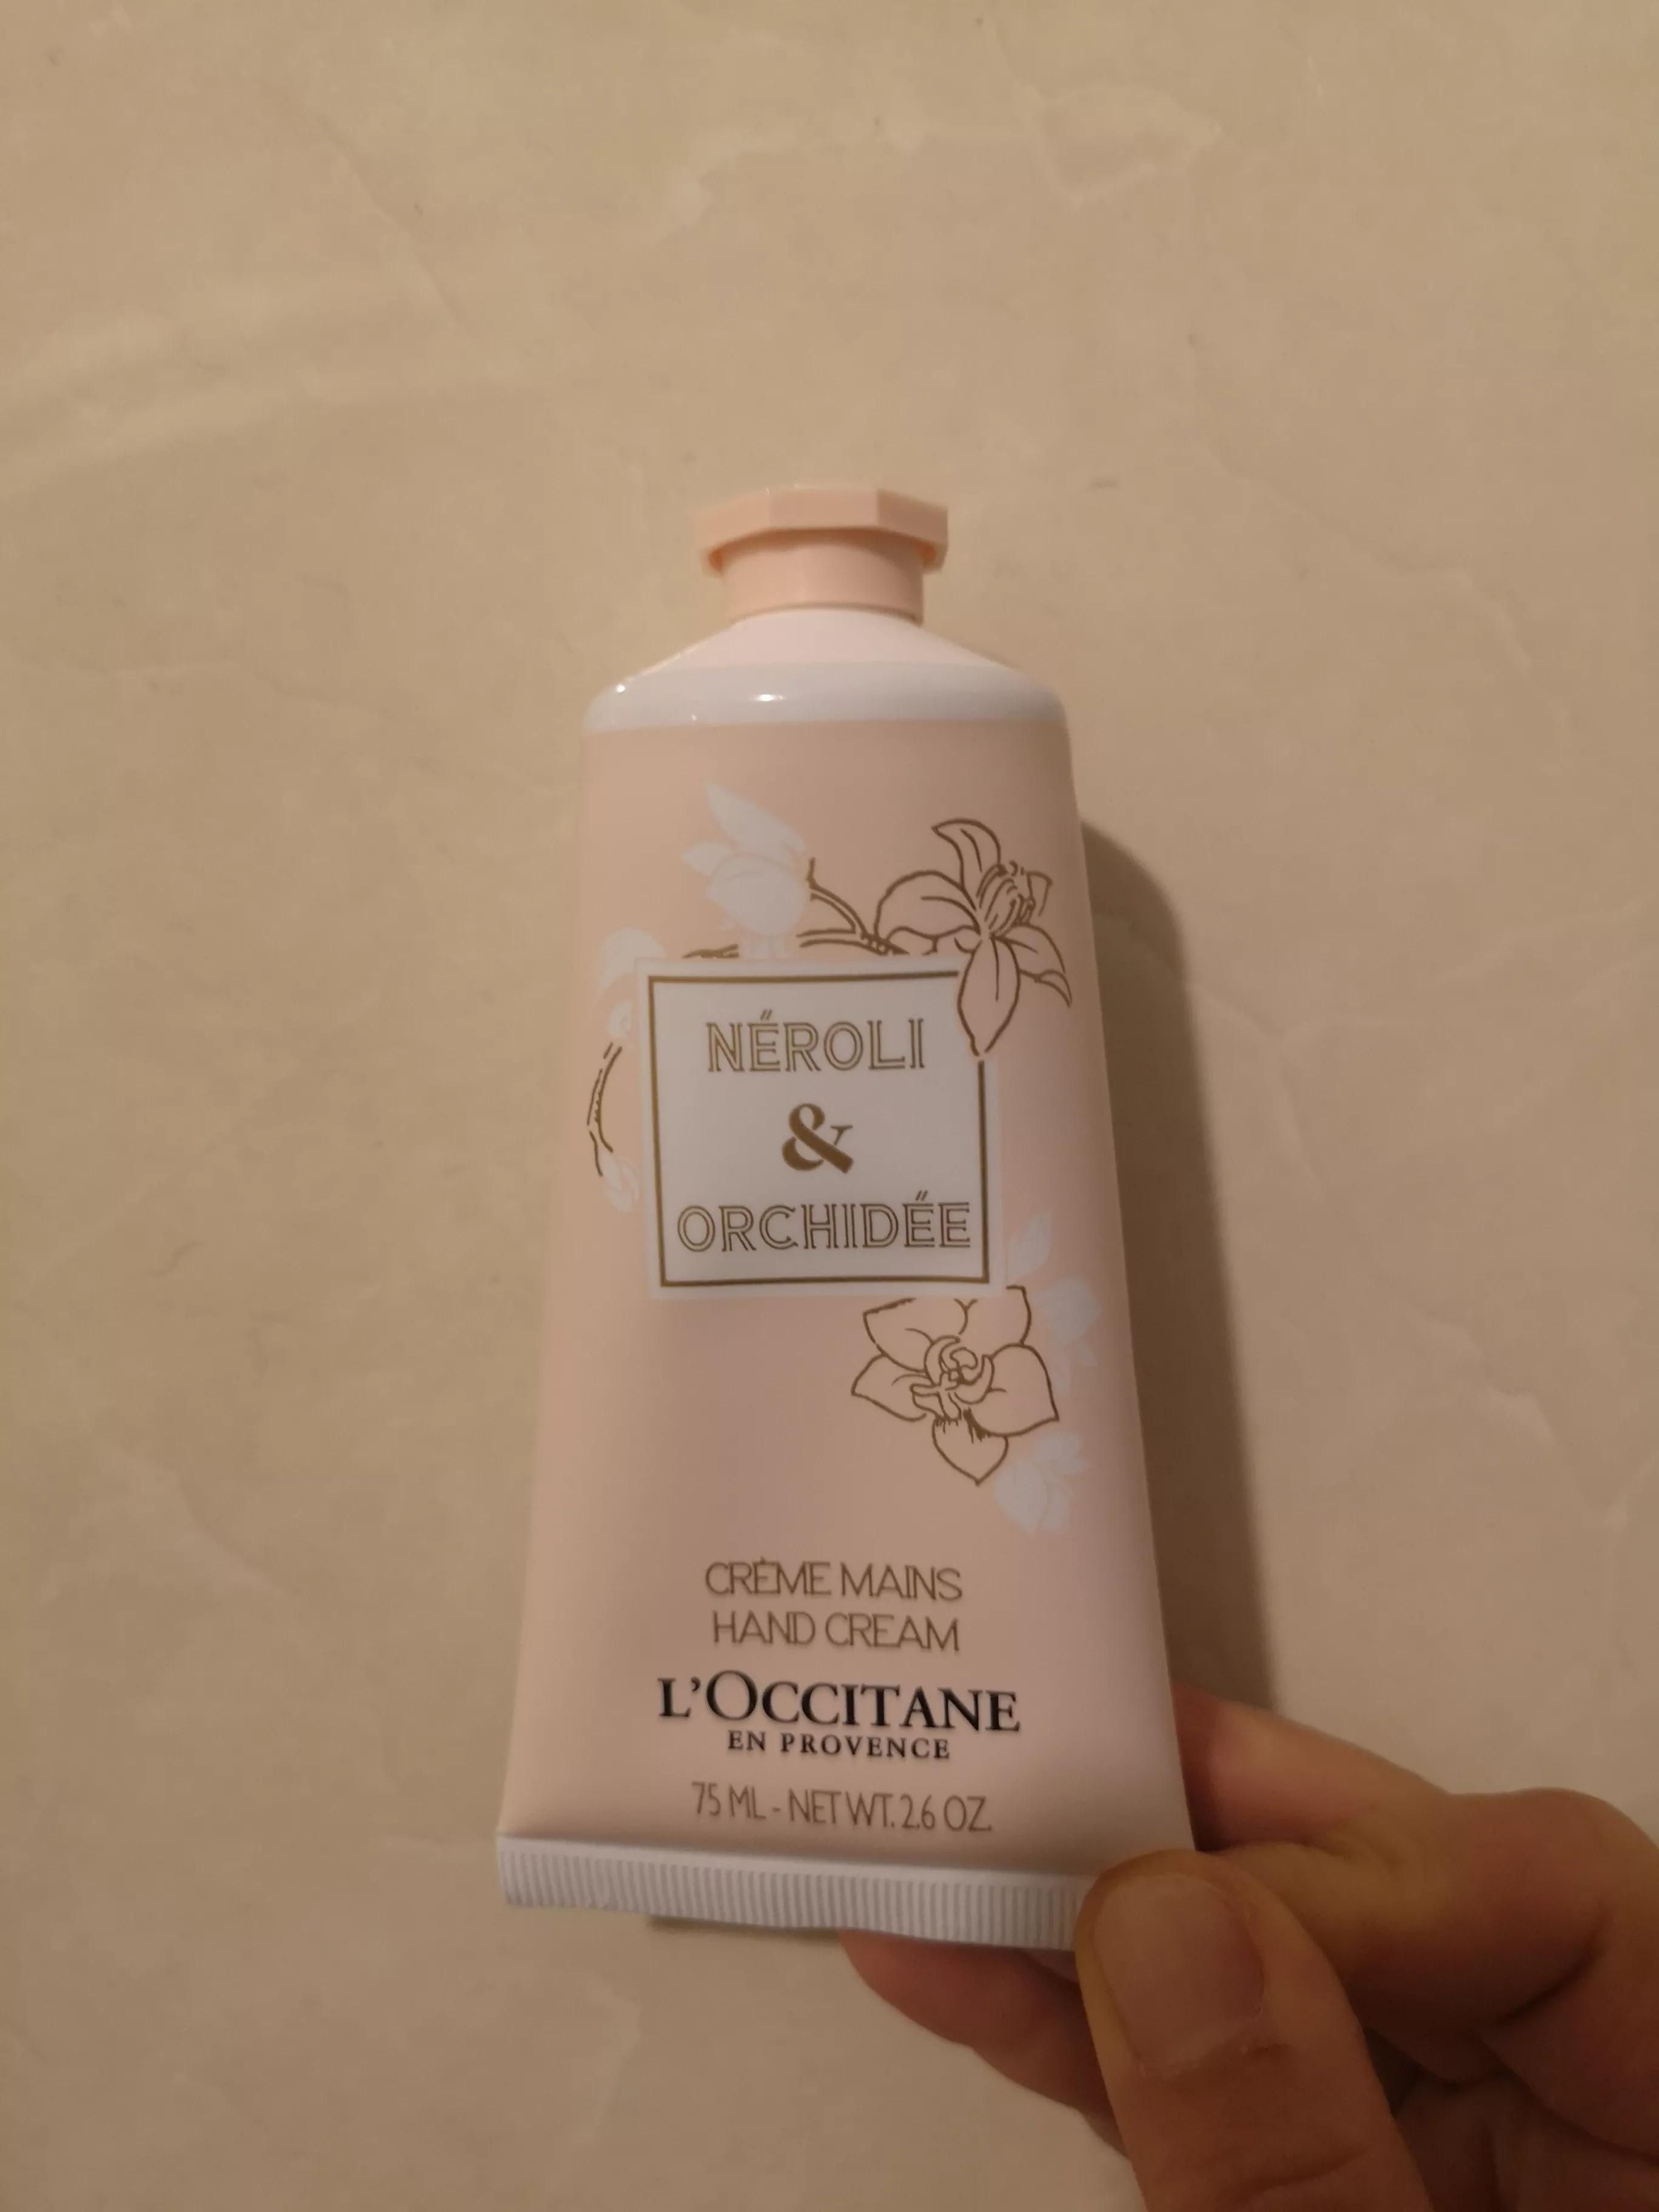 NÉROLI
&
ORCHIDÉE
CRÈME MAINS
HAND CREAM
L'OCCITANE
EN PROVENCE
75 ML - NET WT. 2.6 OZ.